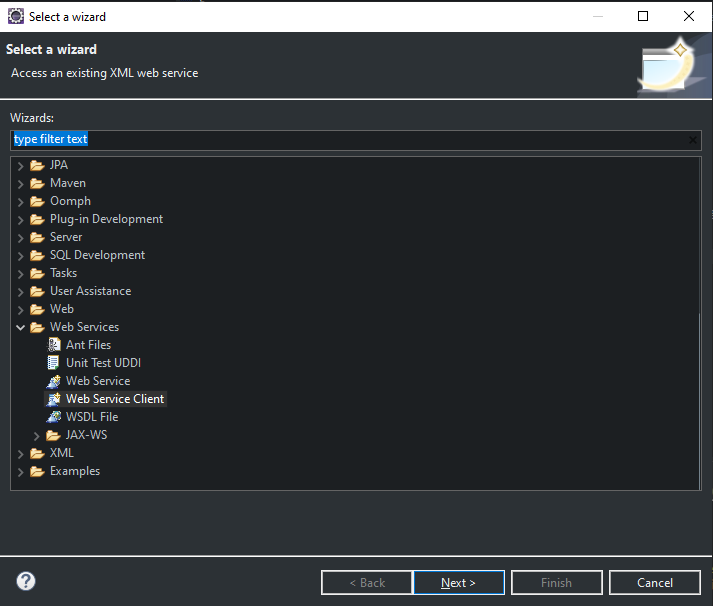 Select a wizard
Select a wizard
Access an existing XML web service
Wizards:
type filter text
JPA
Maven
Oomph
Plug-in Development
Server
SQL Development
Tasks
User Assistance
Web
Web Services
Ant Files
Unit Test UDDI
Web Service
Web Service Client
WSDL File
JAX-WS
XML
Examples
? < Back Next > Finish Cancel